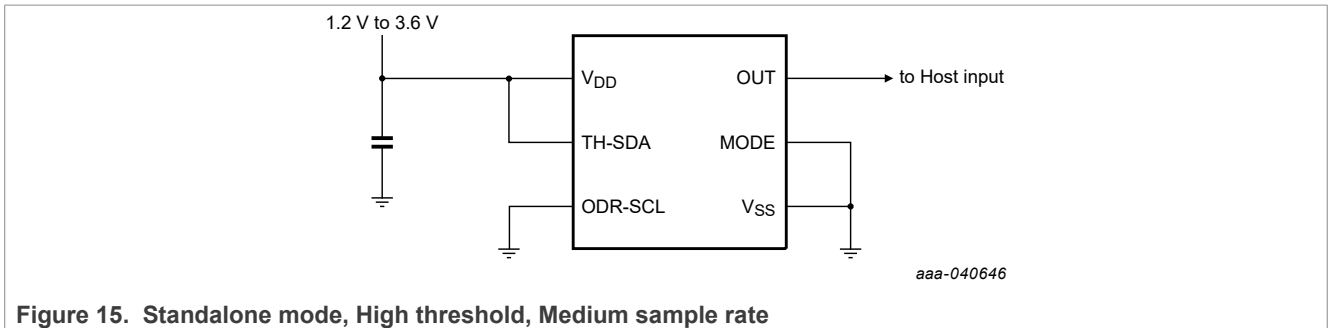 1.2 V to 3.6 V
VDD
OUT
to Host input
TH-SDA
MODE
ODR-SCL
VSS
aaa-040646
Figure 15. Standalone mode, High threshold, Medium sample rate